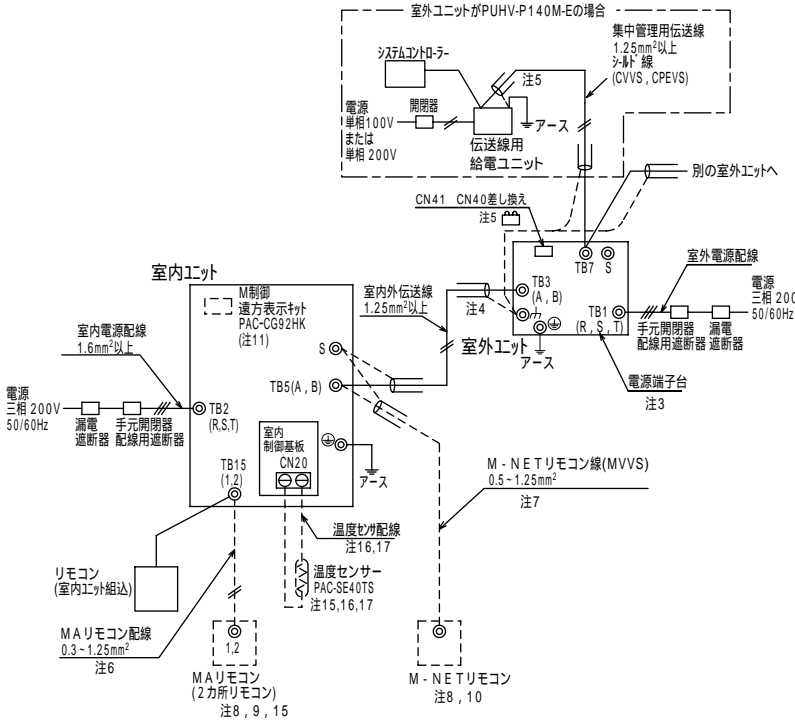 室外ユニットがPUHV-P140M-Eの場合
システムコントローラー
集中管理用伝送線
1.25mm²以上
シールド線
(CVVS , CPEVS)
注5
電源
単相100V
または
単相 200V
開閉器
アース
伝送線用
給電ユニット
別の室外ユニットへ
CN41 CN40差し換え
注5
TB7
S
室外電源配線
室内ユニット
M制御
遠方表示キット
PAC-CG92HK
(注11)
室内外伝送線
1.25mm²以上
TB3
(A , B)
注4
TB1
(R , S , T)
電源
三相 200
50/60Hz
手元開閉器
配線用遮断器
漏電
遮断器
室外ユニット
アース
電源端子台
注3
室内電源配線
1.6mm²以上
S
TB5(A , B)
電源
三相 200V
50/60Hz
漏電
遮断器
手元開閉器
配線用遮断器
TB2
(R,S,T)
室内
制御基板
CN20
TB15
(1,2)
アース
M-NETリモコン線(MVVS)
0.5~1.25mm²
注7
温度センサ配線
注16,17
リモコン
(室内ユニット組込)
温度センサー
PAC-SE40TS
注15,16,17
MAリモコン配線
0.3~1.25mm²
注6
1,2
MAリモコン
(2カ所リモコン)
注8 , 9 , 15
M-NETリモコン
注8 , 10